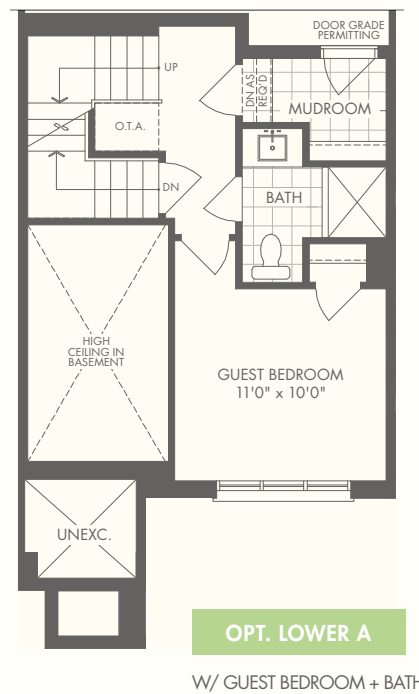 DOOR GRADE
PERMITTING
UP
DN AS
REQ'D
MUDROOM
O.T.A.
DN
BATH
HIGH
CEILING IN
BASEMENT
GUEST BEDROOM
11'0" x 10'0"
UNEXC.
OPT. LOWER A
W/ GUEST BEDROOM + BATH